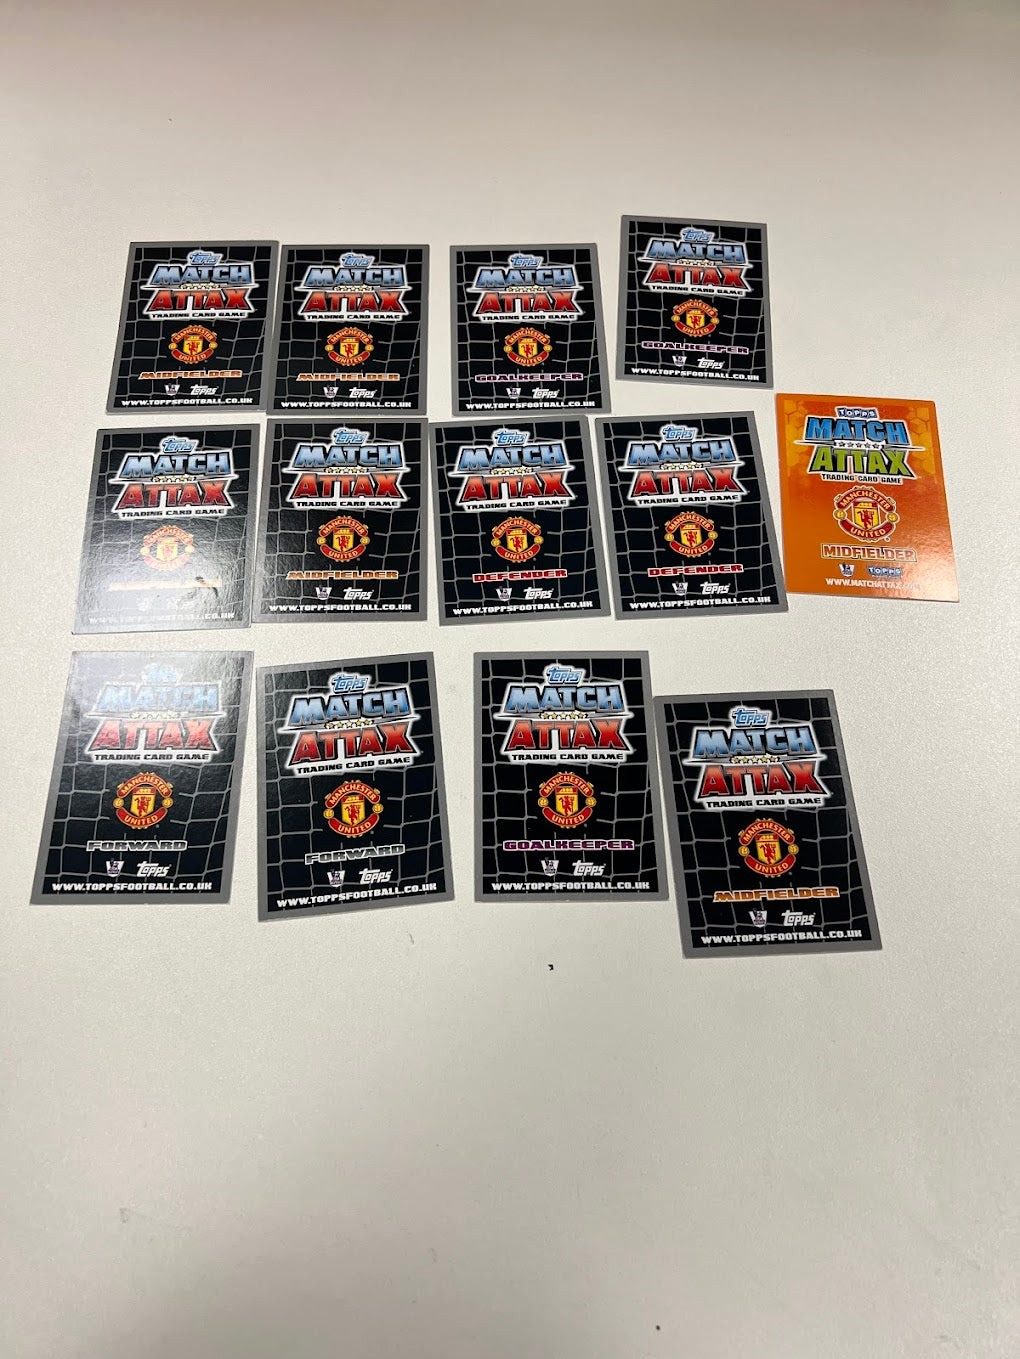 Topps
MATCH
ATTAX
TRADING CARD GAME
MANCHESTER
UNITED
MIDFIELDER
Topps
WWW.TOPPSFOOTBALL.CO.UK
Topps
MATCH
ATTAX
TRADING CARD GAME
MANCHESTER
UNITED
MIDFIELDER
Topps
WWW.TOPPSFOOTBALL.CO.UK
Topps
MATCH
ATTAX
TRADING CARD GAME
MANCHESTER
UNITED
GOALKEEPER
Topps
WWW.TOPPSFOOTBALL.CO.UK
Topps
MATCH
ATTAX
TRADING CARD GAME
MANCHESTER
UNITED
GOALKEEPER
Topps
WWW.TOPPSFOOTBALL.CO.UK
Topps
MATCH
ATTAX
TRADING CARD GAME
MANCHESTER
UNITED
Topps
MATCH
ATTAX
TRADING CARD GAME
MANCHESTER
UNITED
MIDFIELDER
Topps
WWW.TOPPSFOOTBALL.CO.UK
Topps
MATCH
ATTAX
TRADING CARD GAME
MANCHESTER
UNITED
DEFENDER
Topps
WWW.TOPPSFOOTBALL.CO.UK
Topps
MATCH
ATTAX
TRADING CARD GAME
MANCHESTER
UNITED
DEFENDER
Topps
WWW.TOPPSFOOTBALL.CO.UK
TOPPS
MATCH
ATTAX
TRADING CARD GAME
MANCHESTER
UNITED
MIDFIELDER
TOPPS
WWW.MATCHATTAX
Topps
MATCH
ATTAX
TRADING CARD GAME
MANCHESTER
UNITED
FORWARD
Topps
WWW.TOPPSFOOTBALL.CO.UK
Topps
MATCH
ATTAX
TRADING CARD GAME
MANCHESTER
UNITED
FORWARD
Topps
WWW.TOPPSFOOTBALL.CO.UK
Topps
MATCH
ATTAX
TRADING CARD GAME
MANCHESTER
UNITED
GOALKEEPER
Topps
WWW.TOPPSFOOTBALL.CO.UK
Topps
MATCH
ATTAX
TRADING CARD GAME
MANCHESTER
UNITED
MIDFIELDER
Topps
WWW.TOPPSFOOTBALL.CO.UK